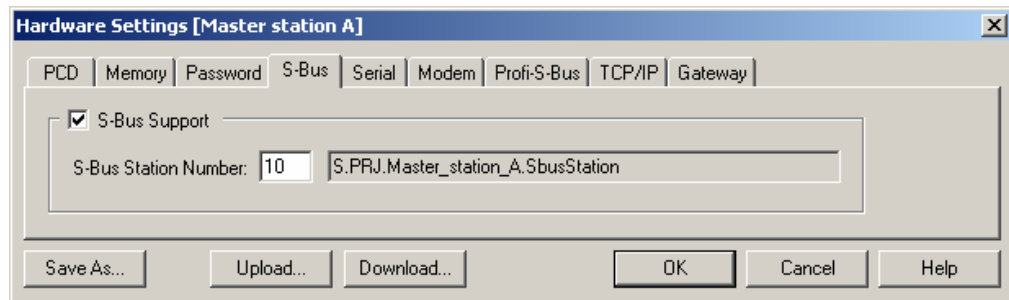 Hardware Settings [Master station A]
PCD Memory Password S-Bus Serial Modem Profi-S-Bus TCP/IP Gateway
S-Bus Support
S-Bus Station Number: 10 S.PRJ.Master_station_A.SbusStation
Save As... Upload... Download... OK Cancel Help